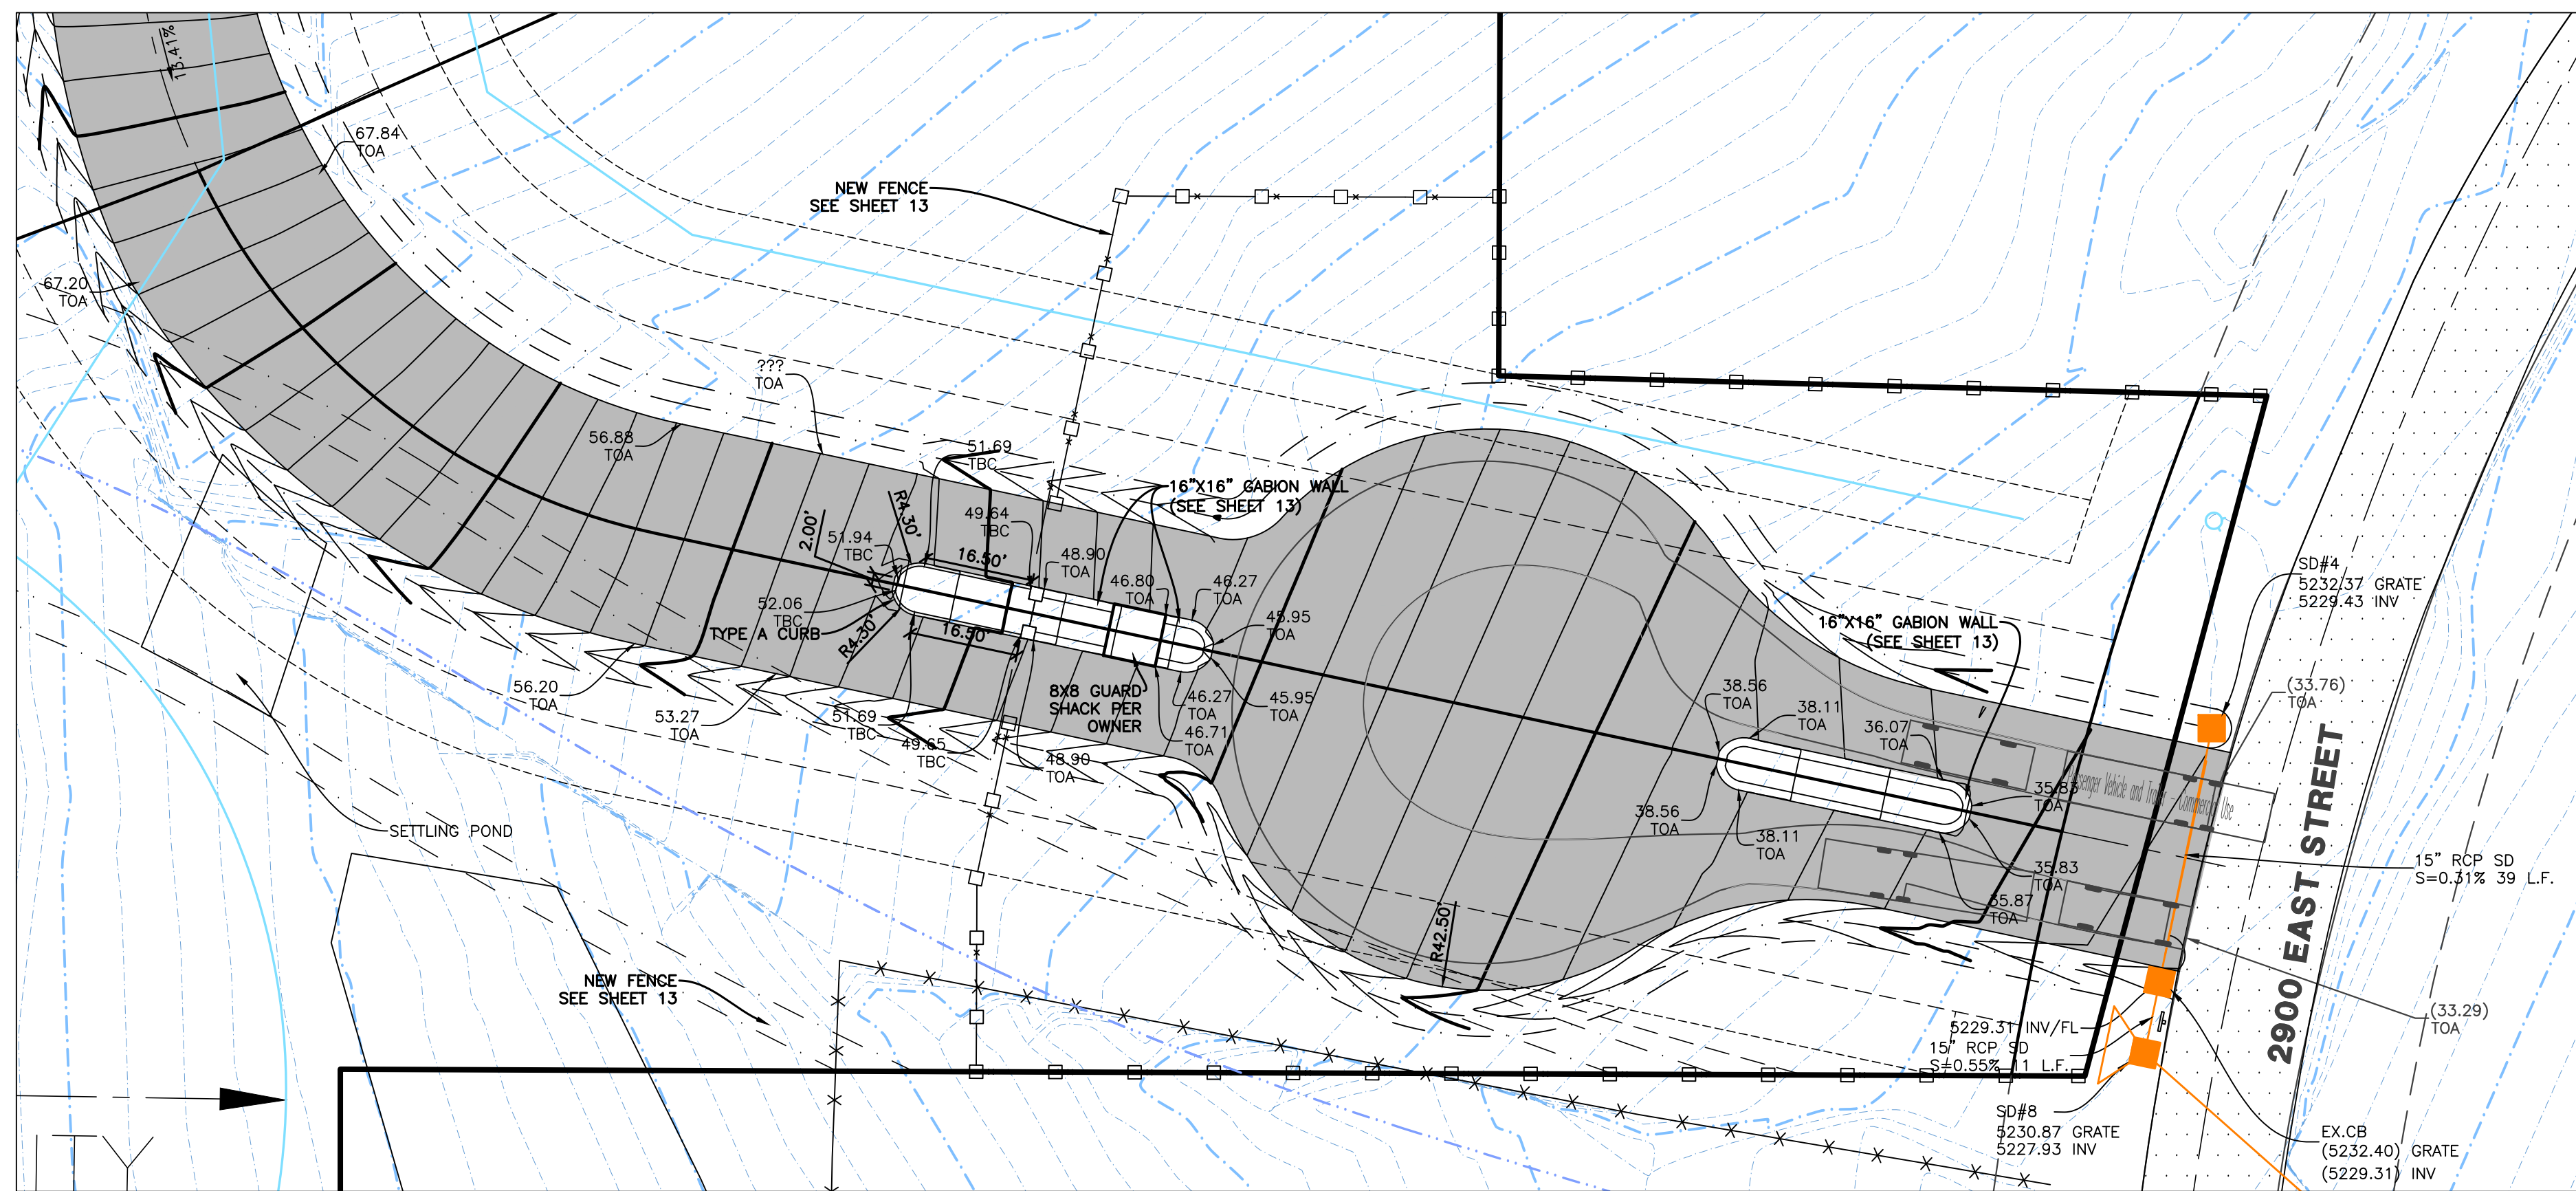 13.41%
67.84
TOA
NEW FENCE
SEE SHEET 13
67.20
TOA
???
TOA
56.88
TOA
51.69
TBC
16"X16" GABION WALL
(SEE SHEET 13)
R4.30'
2.00'
49.64
TBC
51.94
TBC
16.50'
48.90
TOA
46.80
TOA
46.27
TOA
52.06
TBC
TYPE A CURB
R4.30'
16.50'
45.95
TOA
SD#4
5232.37 GRATE
5229.43 INV
16"X16" GABION WALL
(SEE SHEET 13)
56.20
TOA
53.27
TOA
51.69
TBC
49.65
TBC
8X8 GUARD
SHACK PER
OWNER
48.90
TOA
46.27
TOA
46.71
TOA
45.95
TOA
38.56
TOA
38.11
TOA
36.07
TOA
(33.76)
TOA
35.83
TOA
Passenger Vehicle and Trailer - Commercial Use
38.56
TOA
38.11
TOA
35.83
TOA
35.87
TOA
SETTLING POND
2900 EAST STREET
15" RCP SD
S=0.31% 39 L.F.
R42.50'
NEW FENCE
SEE SHEET 13
(33.29)
TOA
5229.31 INV/FL
15" RCP SD
S=0.55% 11 L.F.
SD#8
5230.87 GRATE
5227.93 INV
EX.CB
(5232.40) GRATE
(5229.31) INV